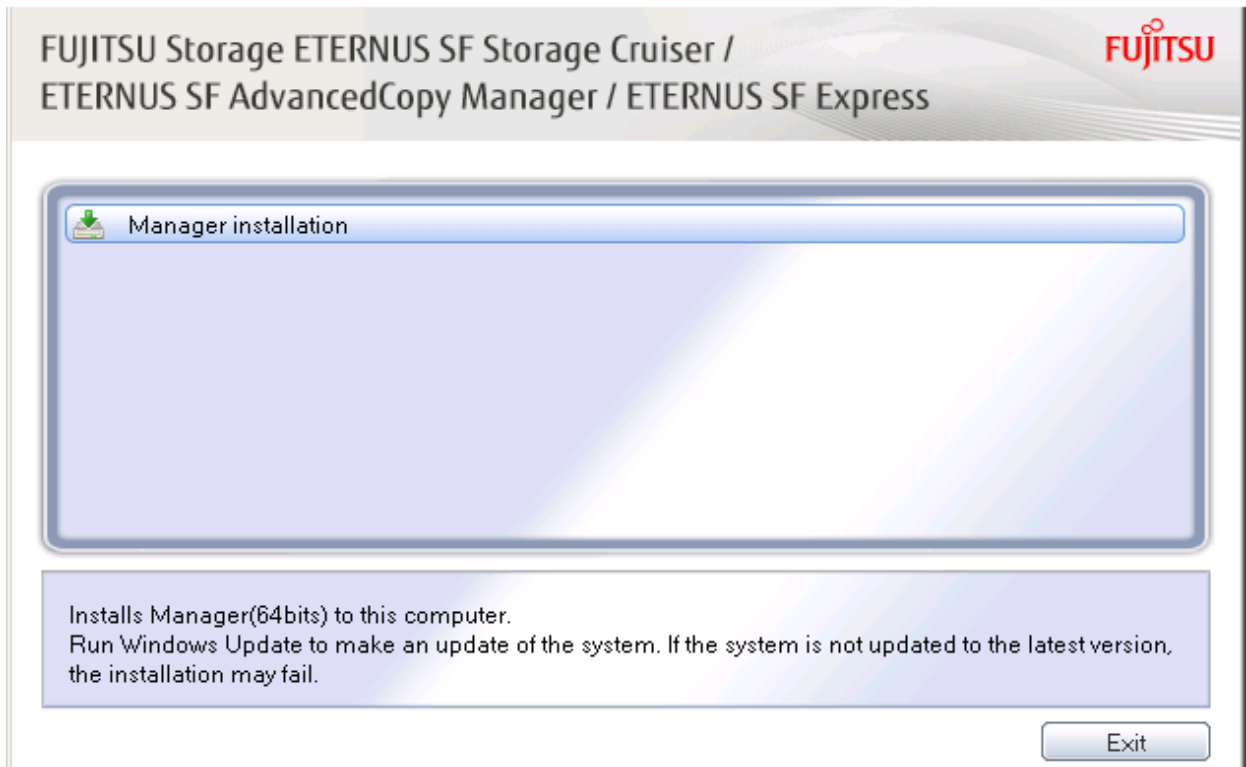 FUJITSU Storage ETERNUS SF Storage Cruiser /
ETERNUS SF AdvancedCopy Manager / ETERNUS SF Express
FUJITSU
Manager installation
Installs Manager(64bits) to this computer.
Run Windows Update to make an update of the system. If the system is not updated to the latest version,
the installation may fail.
Exit